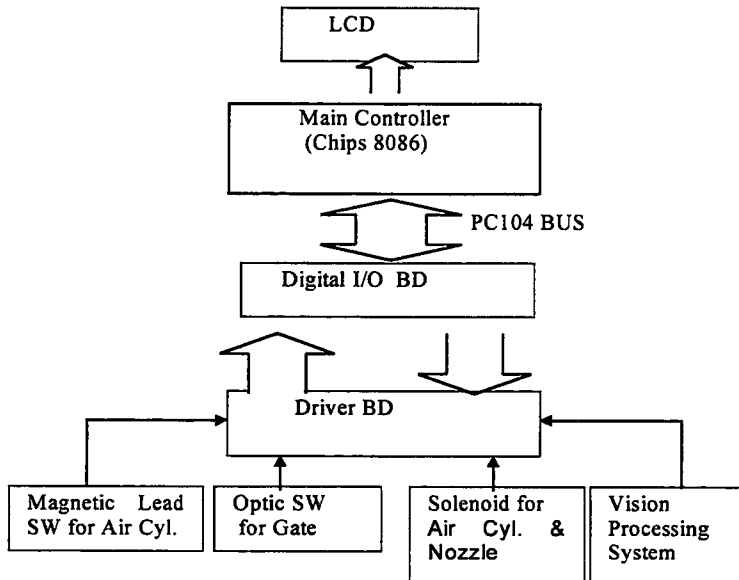 LCD
Main Controller
(Chips 8086)
PC104 BUS
Digital I/O BD
Driver BD
Magnetic Lead
SW for Air Cyl.
Optic SW
for Gate
Solenoid for
Air Cyl. &
Nozzle
Vision
Processing
System